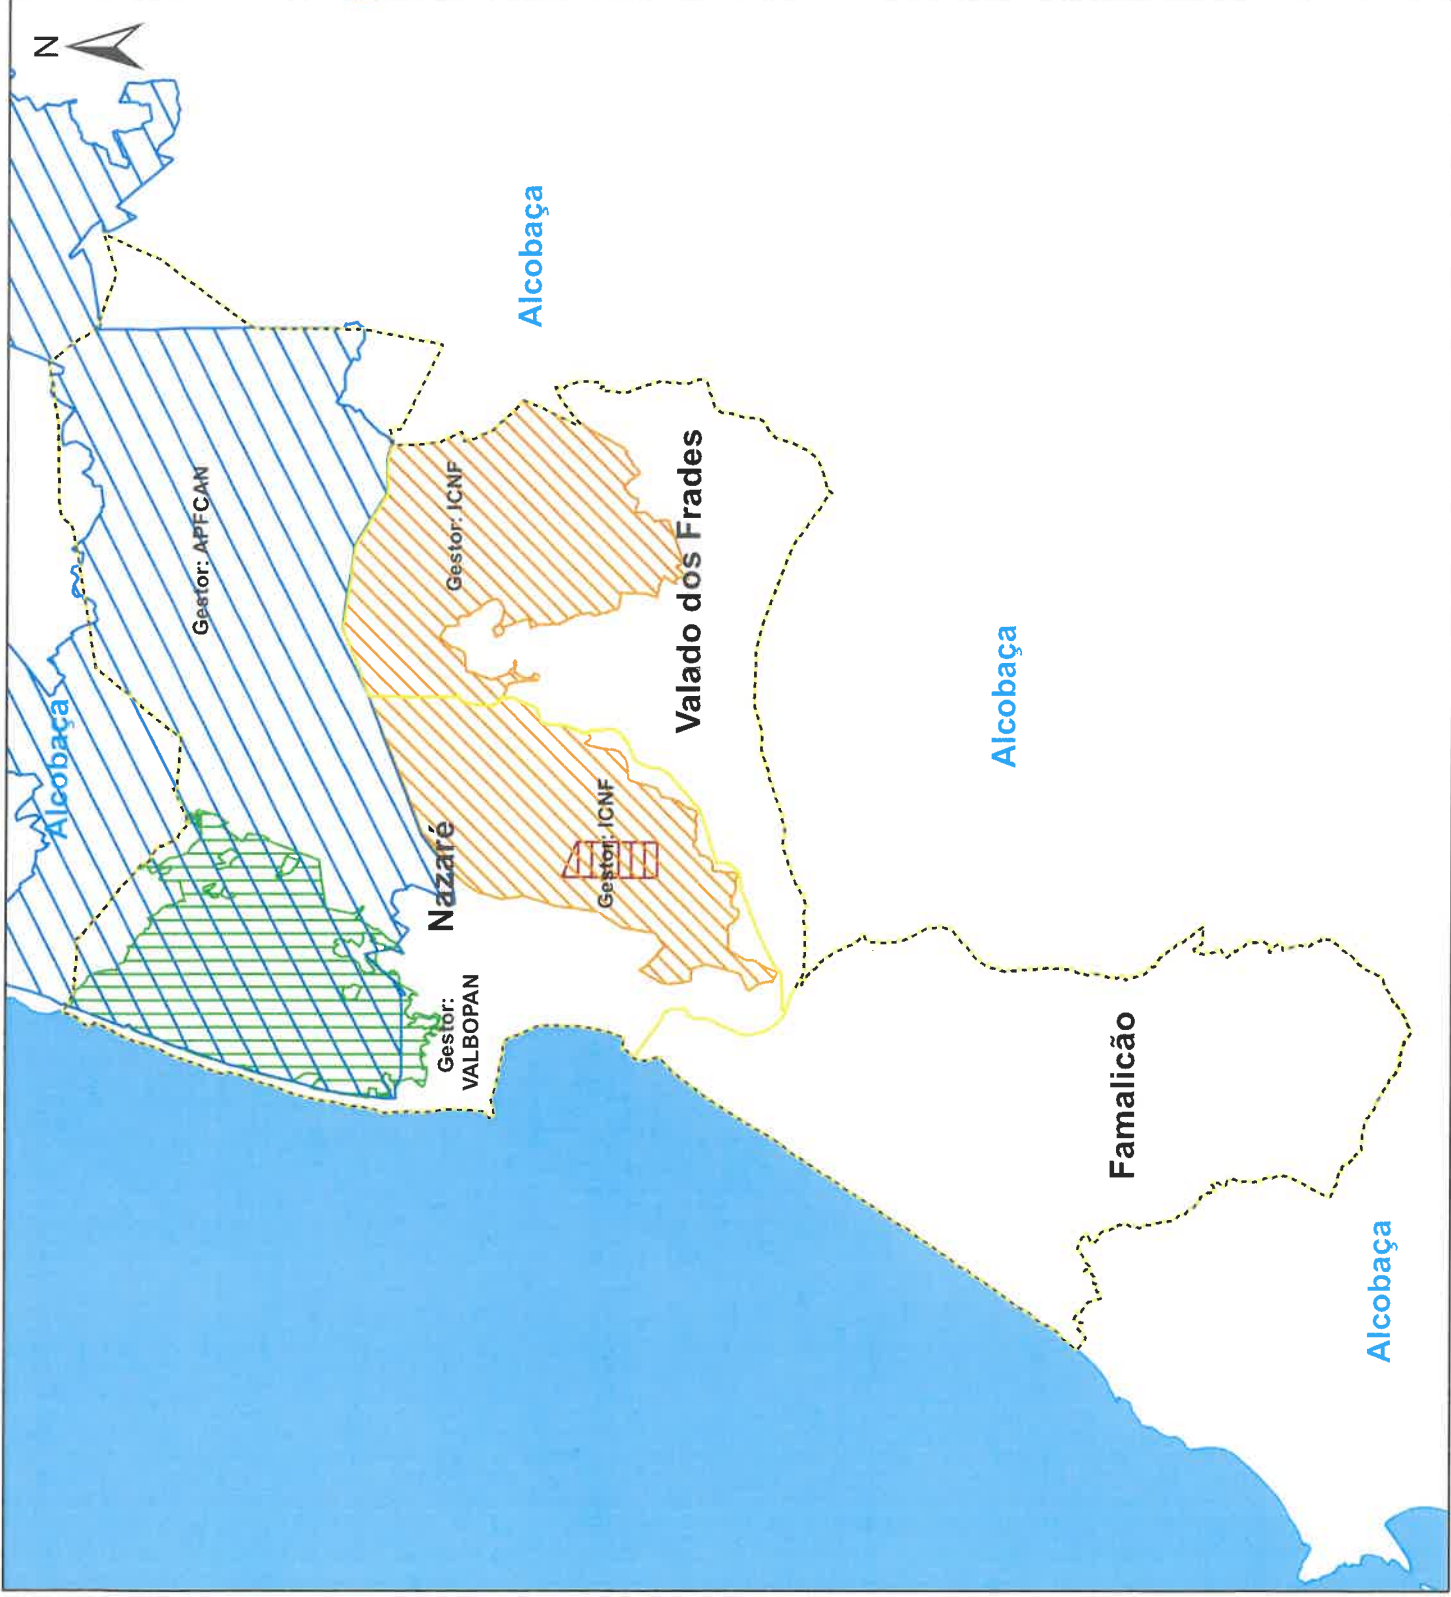 N
Alcobaça
Gestor: APFCAN
Nazaré
Gestor:
VALBOPAN
Gestor: ICNF
Alcobaça
Gestor: ICNF
Valado dos Frades
Alcobaça
Famalicão
Alcobaça